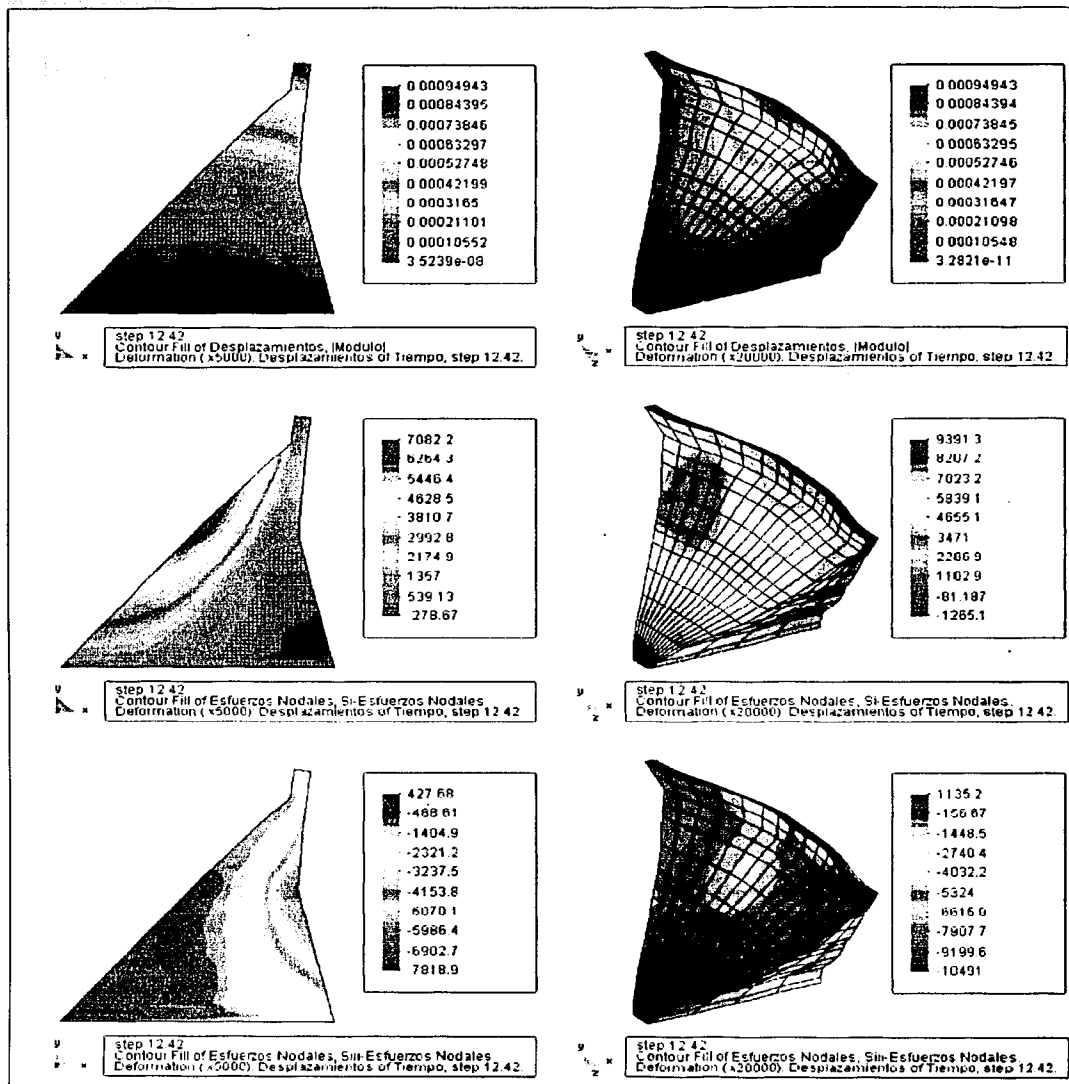 0.00094943
0.00084395
0.00073846
0.00063297
0.00052748
0.00042199
0.0003165
0.00021101
0.00010552
3.5239e-08
y
x
step 12.42
Contour Fill of Desplazamientos, |Modulo|
Deformation (x5000): Desplazamientos of Tiempo, step 12.42.
0.00094943
0.00084394
0.00073845
0.00063295
0.00052746
0.00042197
0.00031647
0.00021098
0.00010548
3.2821e-11
y
x
z
step 12.42
Contour Fill of Desplazamientos, |Modulo|
Deformation (x20000): Desplazamientos of Tiempo, step 12.42.
7082.2
6264.3
5446.4
4628.5
3810.7
2992.8
2174.9
1357
539.13
278.67
y
x
step 12.42
Contour Fill of Esfuerzos Nodales, Si-Esfuerzos Nodales.
Deformation (x5000): Desplazamientos of Tiempo, step 12.42
9391.3
8207.2
7023.2
5839.1
4655.1
3471
2286.9
1102.9
-81.187
-1265.1
y
x
z
step 12.42
Contour Fill of Esfuerzos Nodales, Si-Esfuerzos Nodales.
Deformation (x20000): Desplazamientos of Tiempo, step 12.42.
427.68
-488.61
-1404.9
-2321.2
-3237.5
-4153.8
5070.1
-5986.4
-6902.7
7818.9
y
x
step 12.42
Contour Fill of Esfuerzos Nodales, Siii-Esfuerzos Nodales.
Deformation (x5000): Desplazamientos of Tiempo, step 12.42.
1135.2
-156.67
-1448.5
-2740.4
-4032.2
-5324
6616.0
-7907.7
-9199.6
-10491
y
x
z
step 12.42
Contour Fill of Esfuerzos Nodales, Siii-Esfuerzos Nodales.
Deformation (x20000): Desplazamientos of Tiempo, step 12.42.